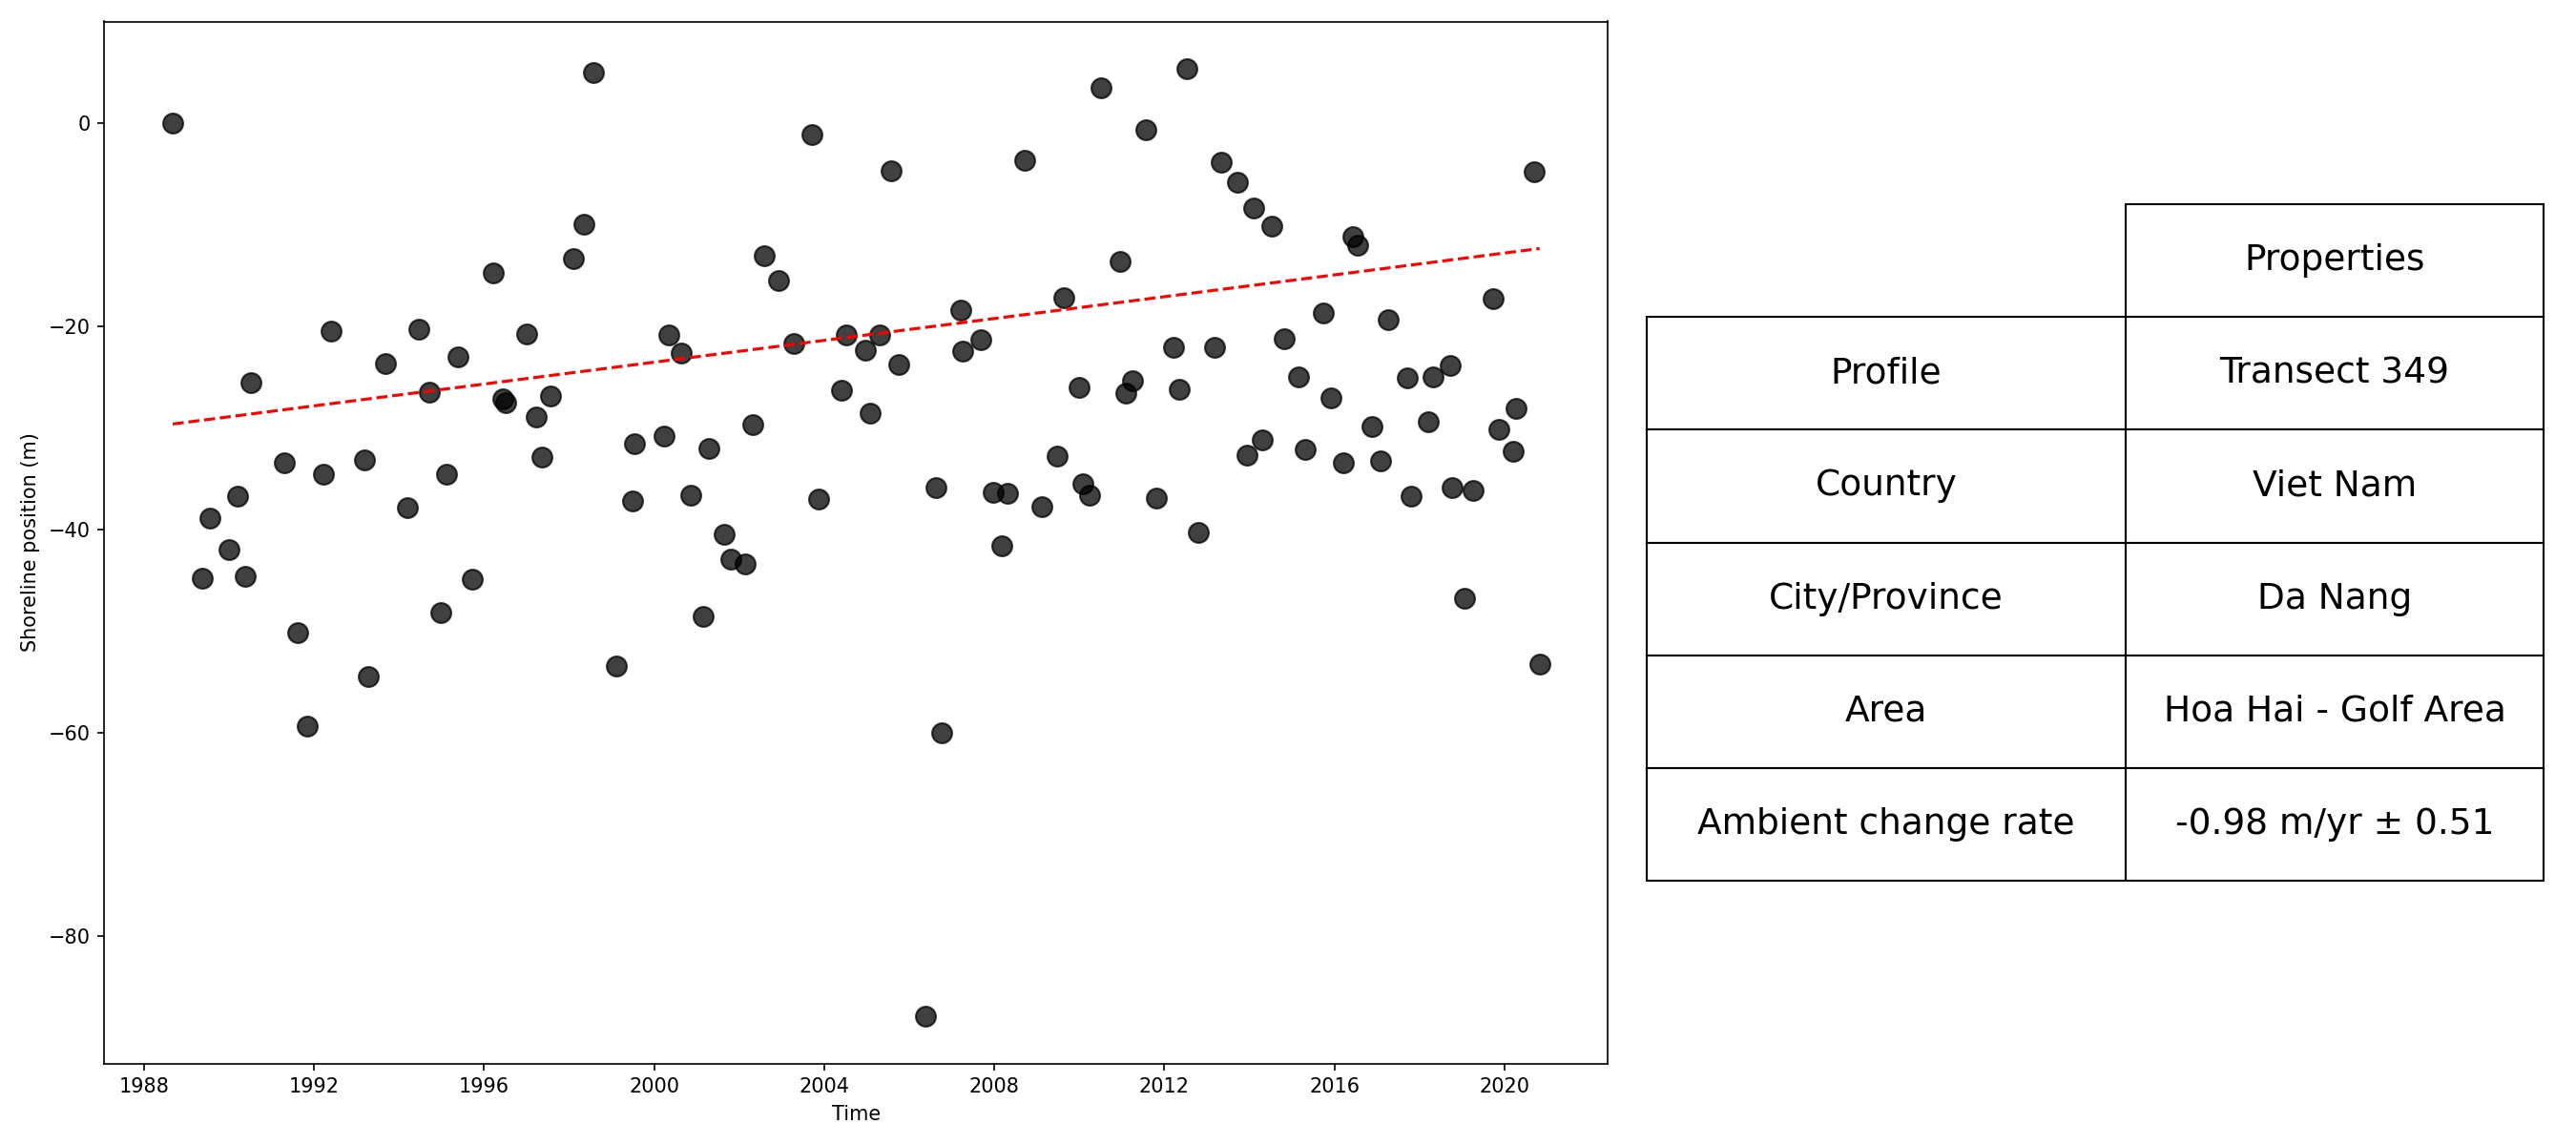 0
−20
−40
−60
−80
Shoreline position (m)
1988 1992 1996 2000 2004 2008 2012 2016 2020
Time
Properties
Profile Transect 349
Country Viet Nam
City/Province Da Nang
Area Hoa Hai - Golf Area
Ambient change rate -0.98 m/yr ± 0.51